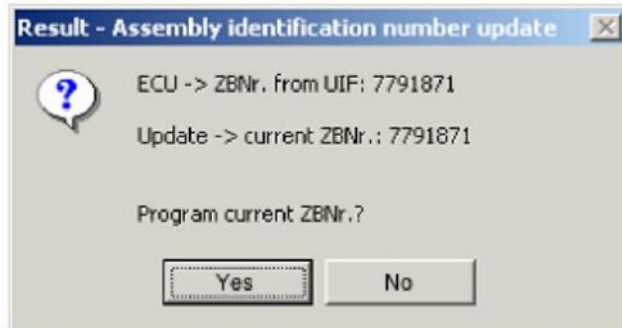 Result - Assembly identification number update
ECU -> ZBNr. from UIF: 7791871
Update -> current ZBNr.: 7791871
Program current ZBNr.?
Yes
No